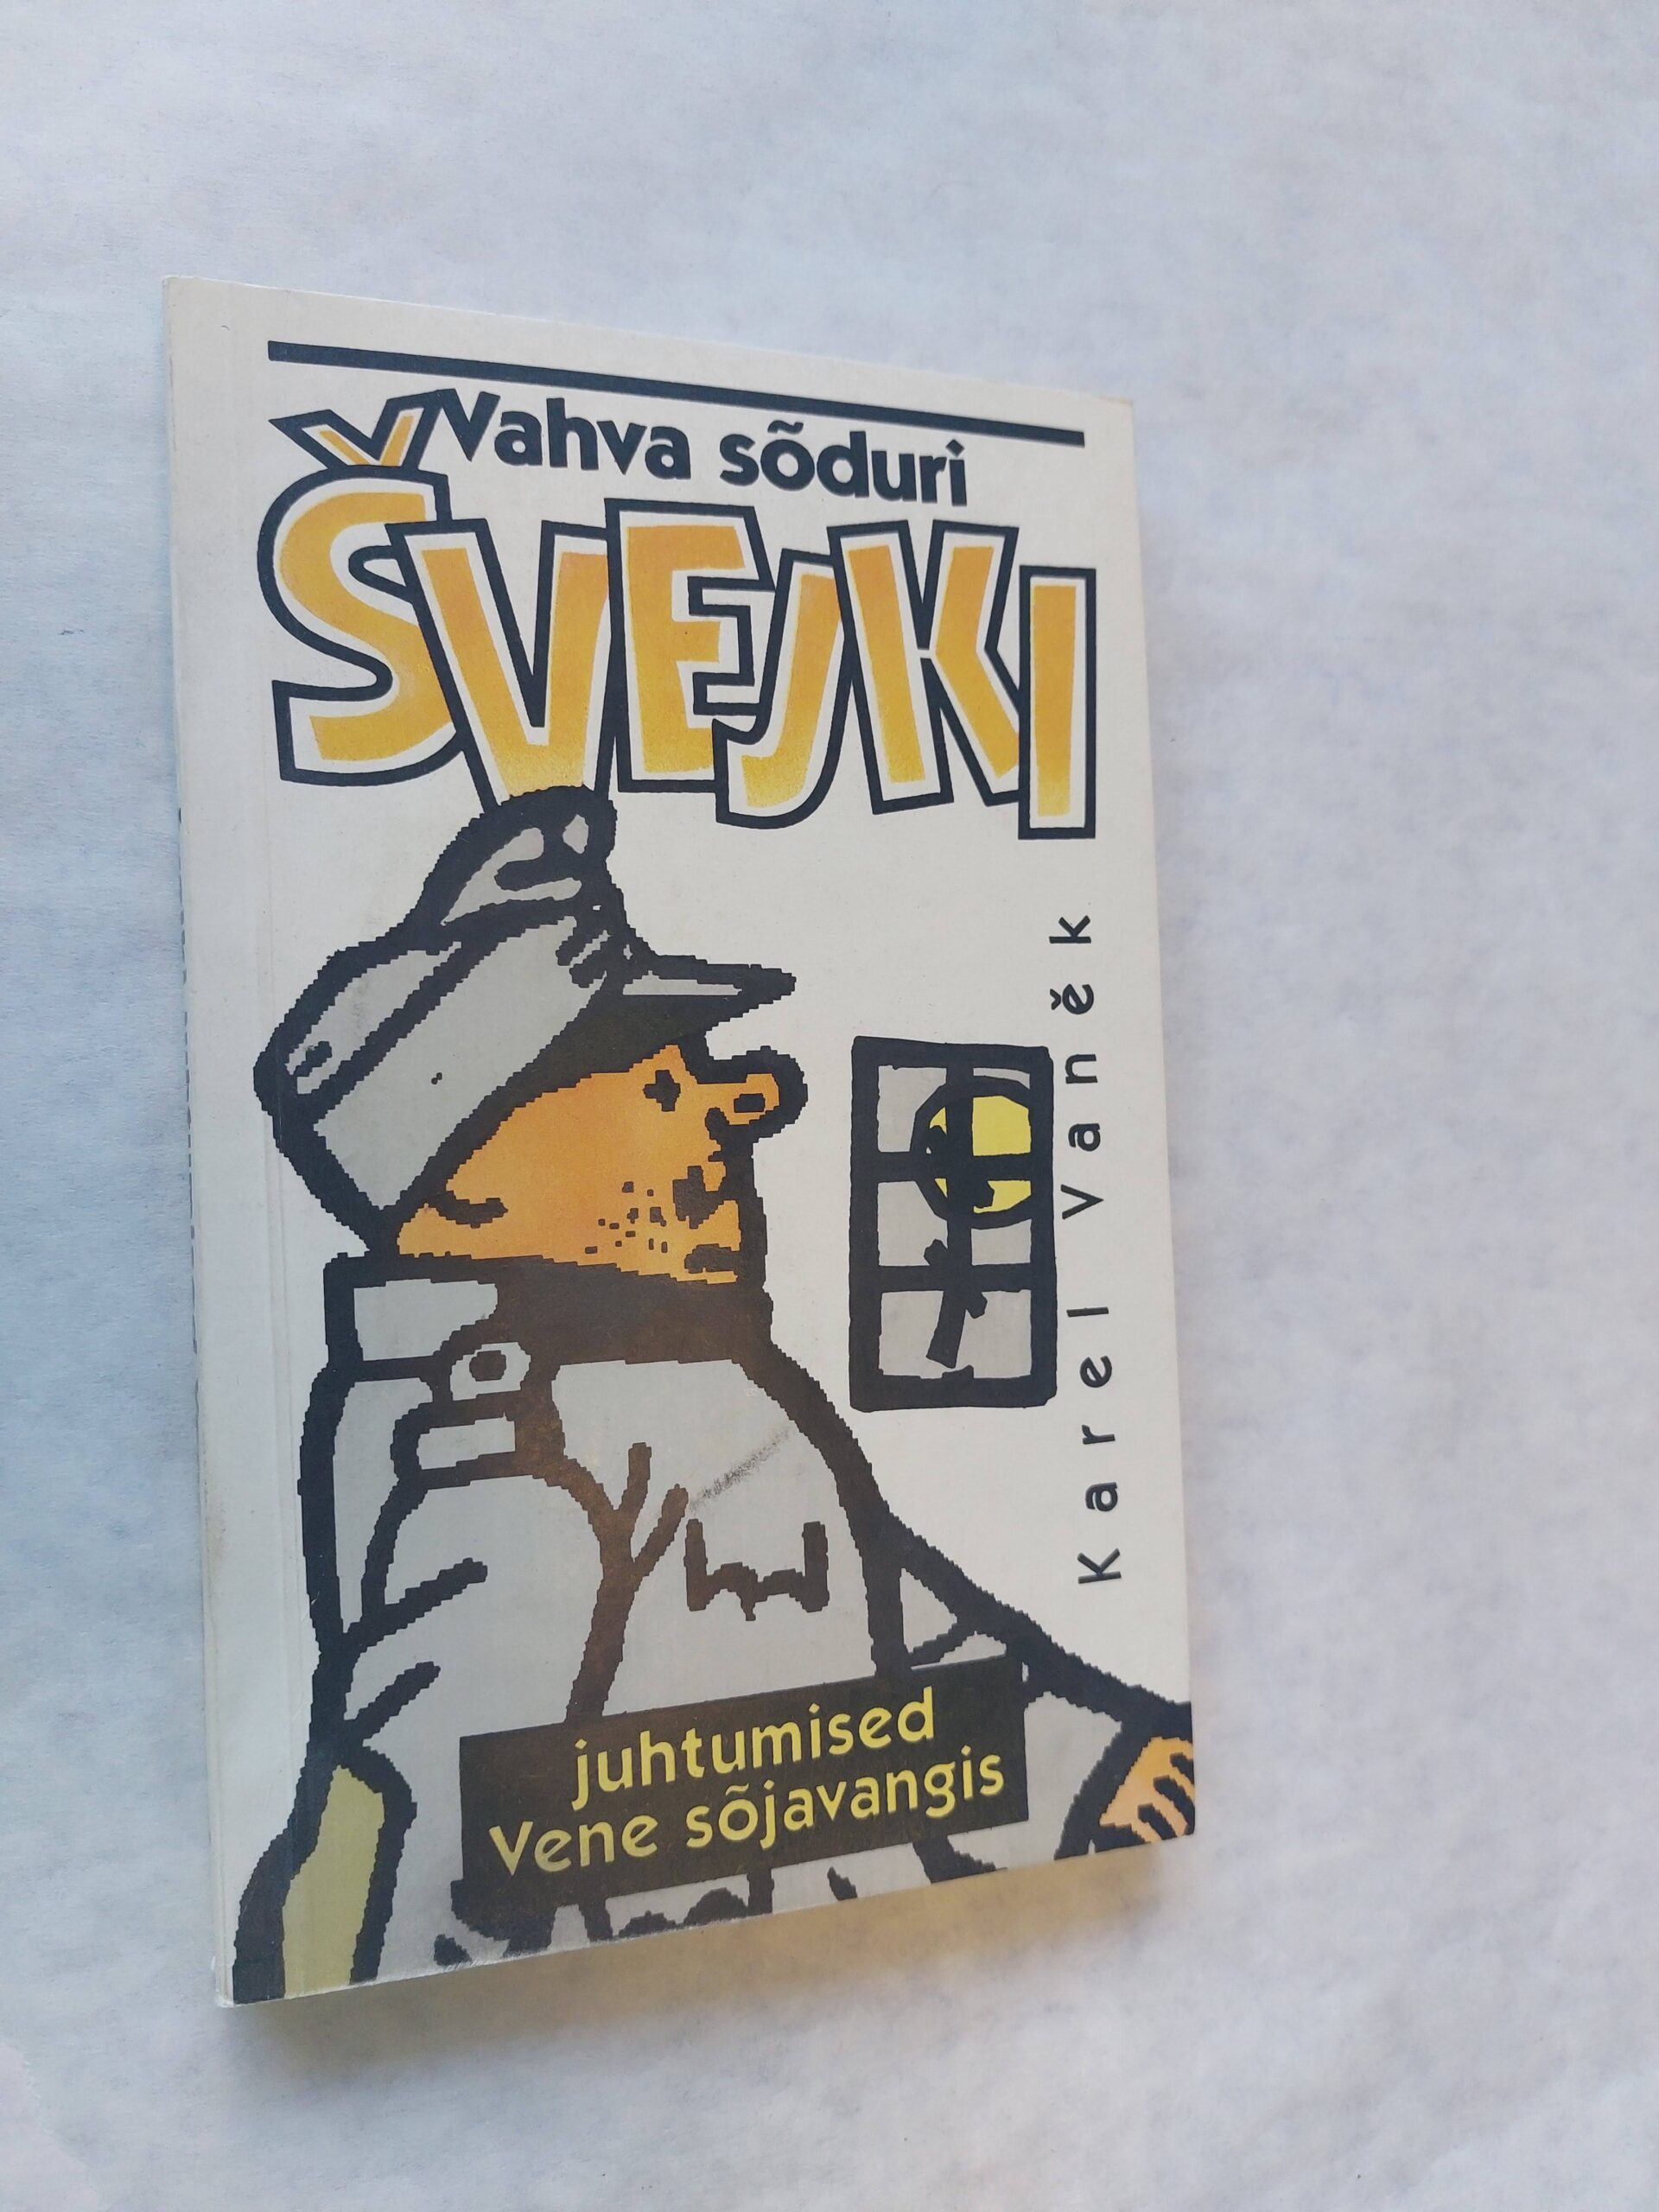 Vahva sõduri
ŠVEJKI
Karel Vaněk
juhtumised
Vene sõjavangis